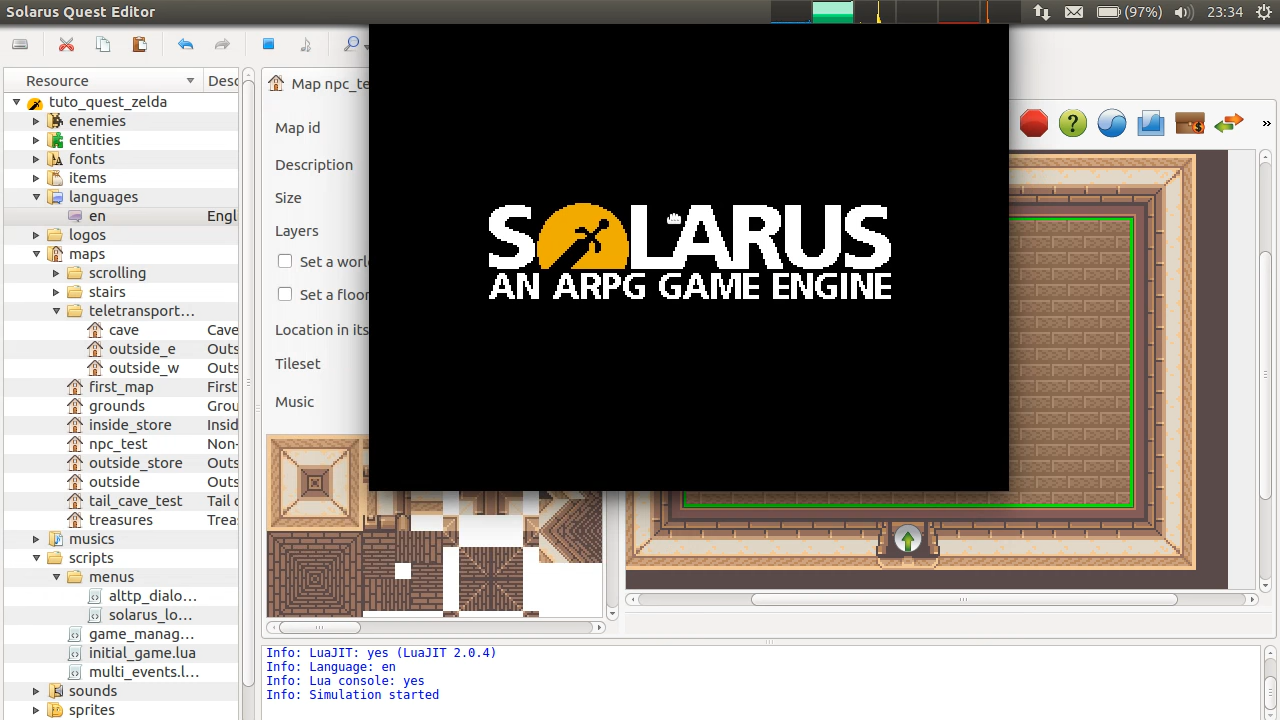 Solarus Quest Editor
(97%)
23:34
Resource
Desc
Map npc_te
tuto_quest_zelda
enemies
Map id
entities
fonts
Description
items
languages
Size
en
Engl
logos
Layers
maps
Set a worl
scrolling
stairs
Set a floor
teletransport...
cave
Cave
Location in its
outside_e
Outs
outside_w
Outs
Tileset
first_map
First
grounds
Grou
Music
inside_store
Insid
npc_test
Non-
outside_store
Outs
outside
Outs
tail_cave_test
Tail c
treasures
Trea
musics
scripts
menus
alttp_dialo...
solarus_lo...
game_manag...
initial_game.lua
multi_events.l...
sounds
sprites
SOLARUS
AN ARPG GAME ENGINE
Info: LuaJIT: yes (LuaJIT 2.0.4)
Info: Language: en
Info: Lua console: yes
Info: Simulation started